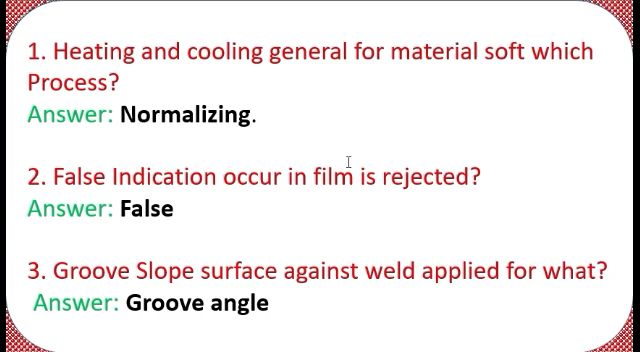 1. Heating and cooling general for material soft which
Process?
Answer: Normalizing.
2. False Indication occur in film is rejected?
Answer: False
3. Groove Slope surface against weld applied for what?
Answer: Groove angle